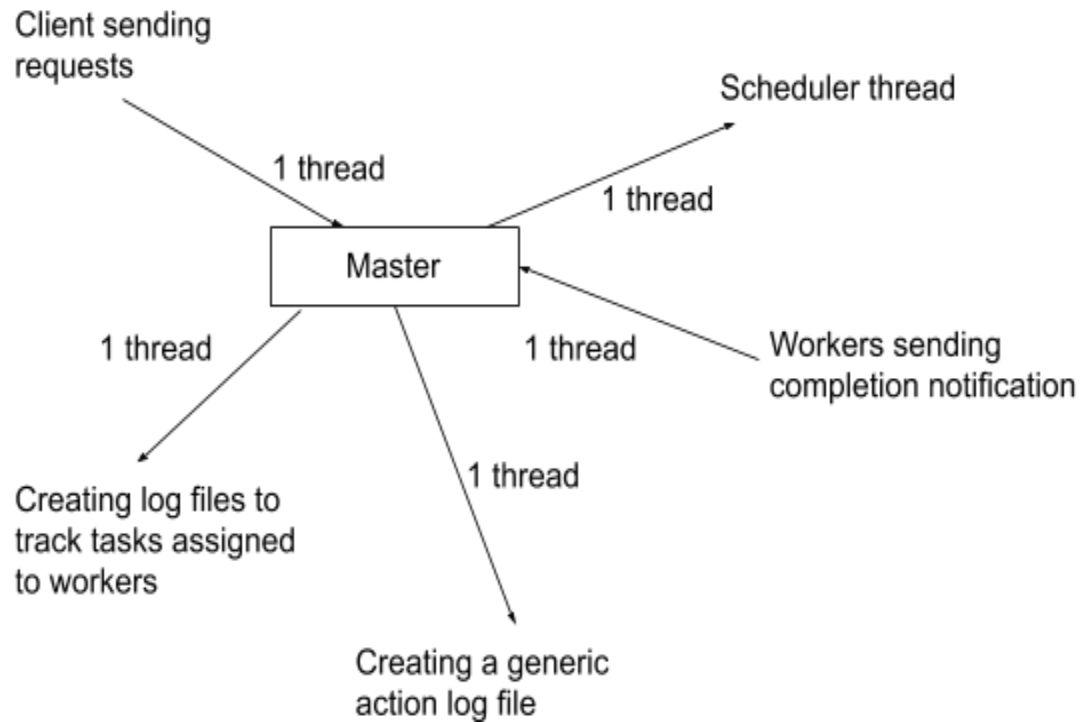 Client sending
requests
Scheduler thread
1 thread
1 thread
Master
1 thread
1 thread
Workers sending
completion notification
1 thread
Creating log files to
track tasks assigned
to workers
Creating a generic
action log file